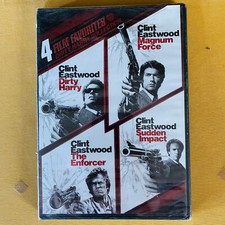 4 FILM FAVORITES
Clint
Eastwood
Dirty
Harry
Clint
Eastwood
Magnum
Force
Clint
Eastwood
The
Enforcer
Clint
Eastwood
Sudden
Impact